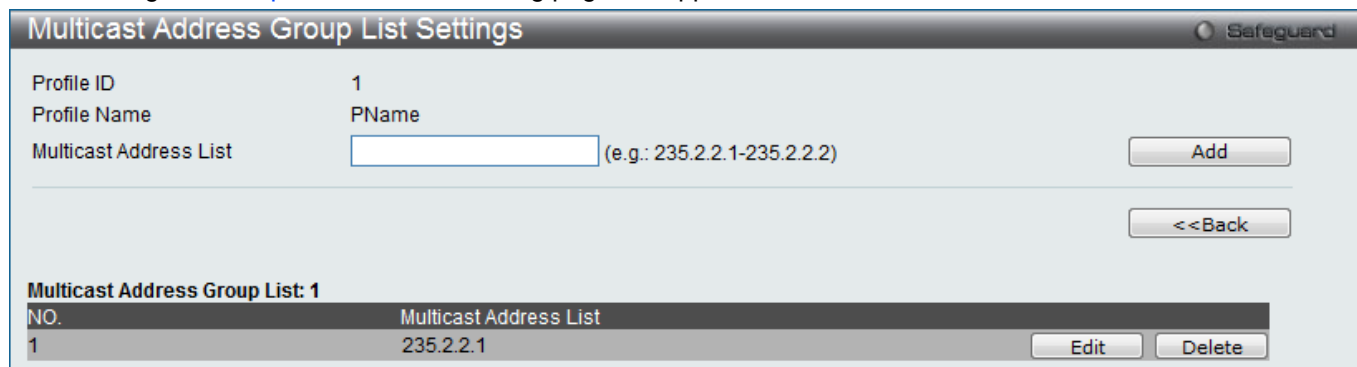 Multicast Address Group List Settings Safeguard
Profile ID 1
Profile Name PName
Multicast Address List (e.g.: 235.2.2.1-235.2.2.2) Add
<<Back
Multicast Address Group List: 1
NO. Multicast Address List
1 235.2.2.1 Edit Delete